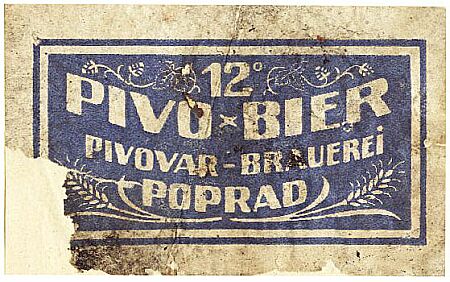 12°
PIVO × BIER
PIVOVAR - BRAUEREi
POPRAD